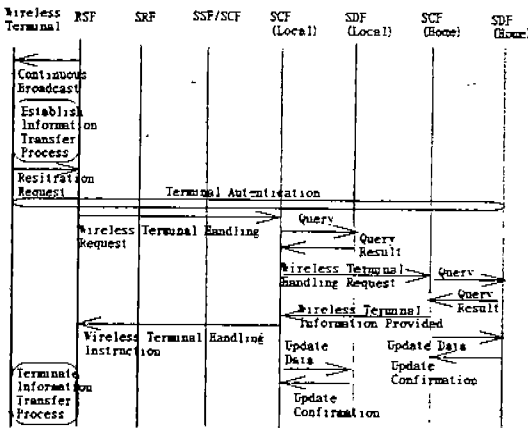 Wireless
Terminal
RSF
SRF
SSF/SCF
SCF
(Local)
SDF
(Local)
SCF
(Home)
SDF
(Home)
Continuous
Broadcast
Establish
Information
Transfer
Process
Resitration
Request
Terminal Autentication
Wireless Terminal Handling
Request
Query
Query
Result
Wireless Terminal
Handling Request
Query
Query
Result
Wireless Terminal
Information Provided
Wireless Terminal Handling
Instruction
Update
Data
Update Data
Update
Confirmation
Terminate
Information
Transfer
Process
Update
Confirmation